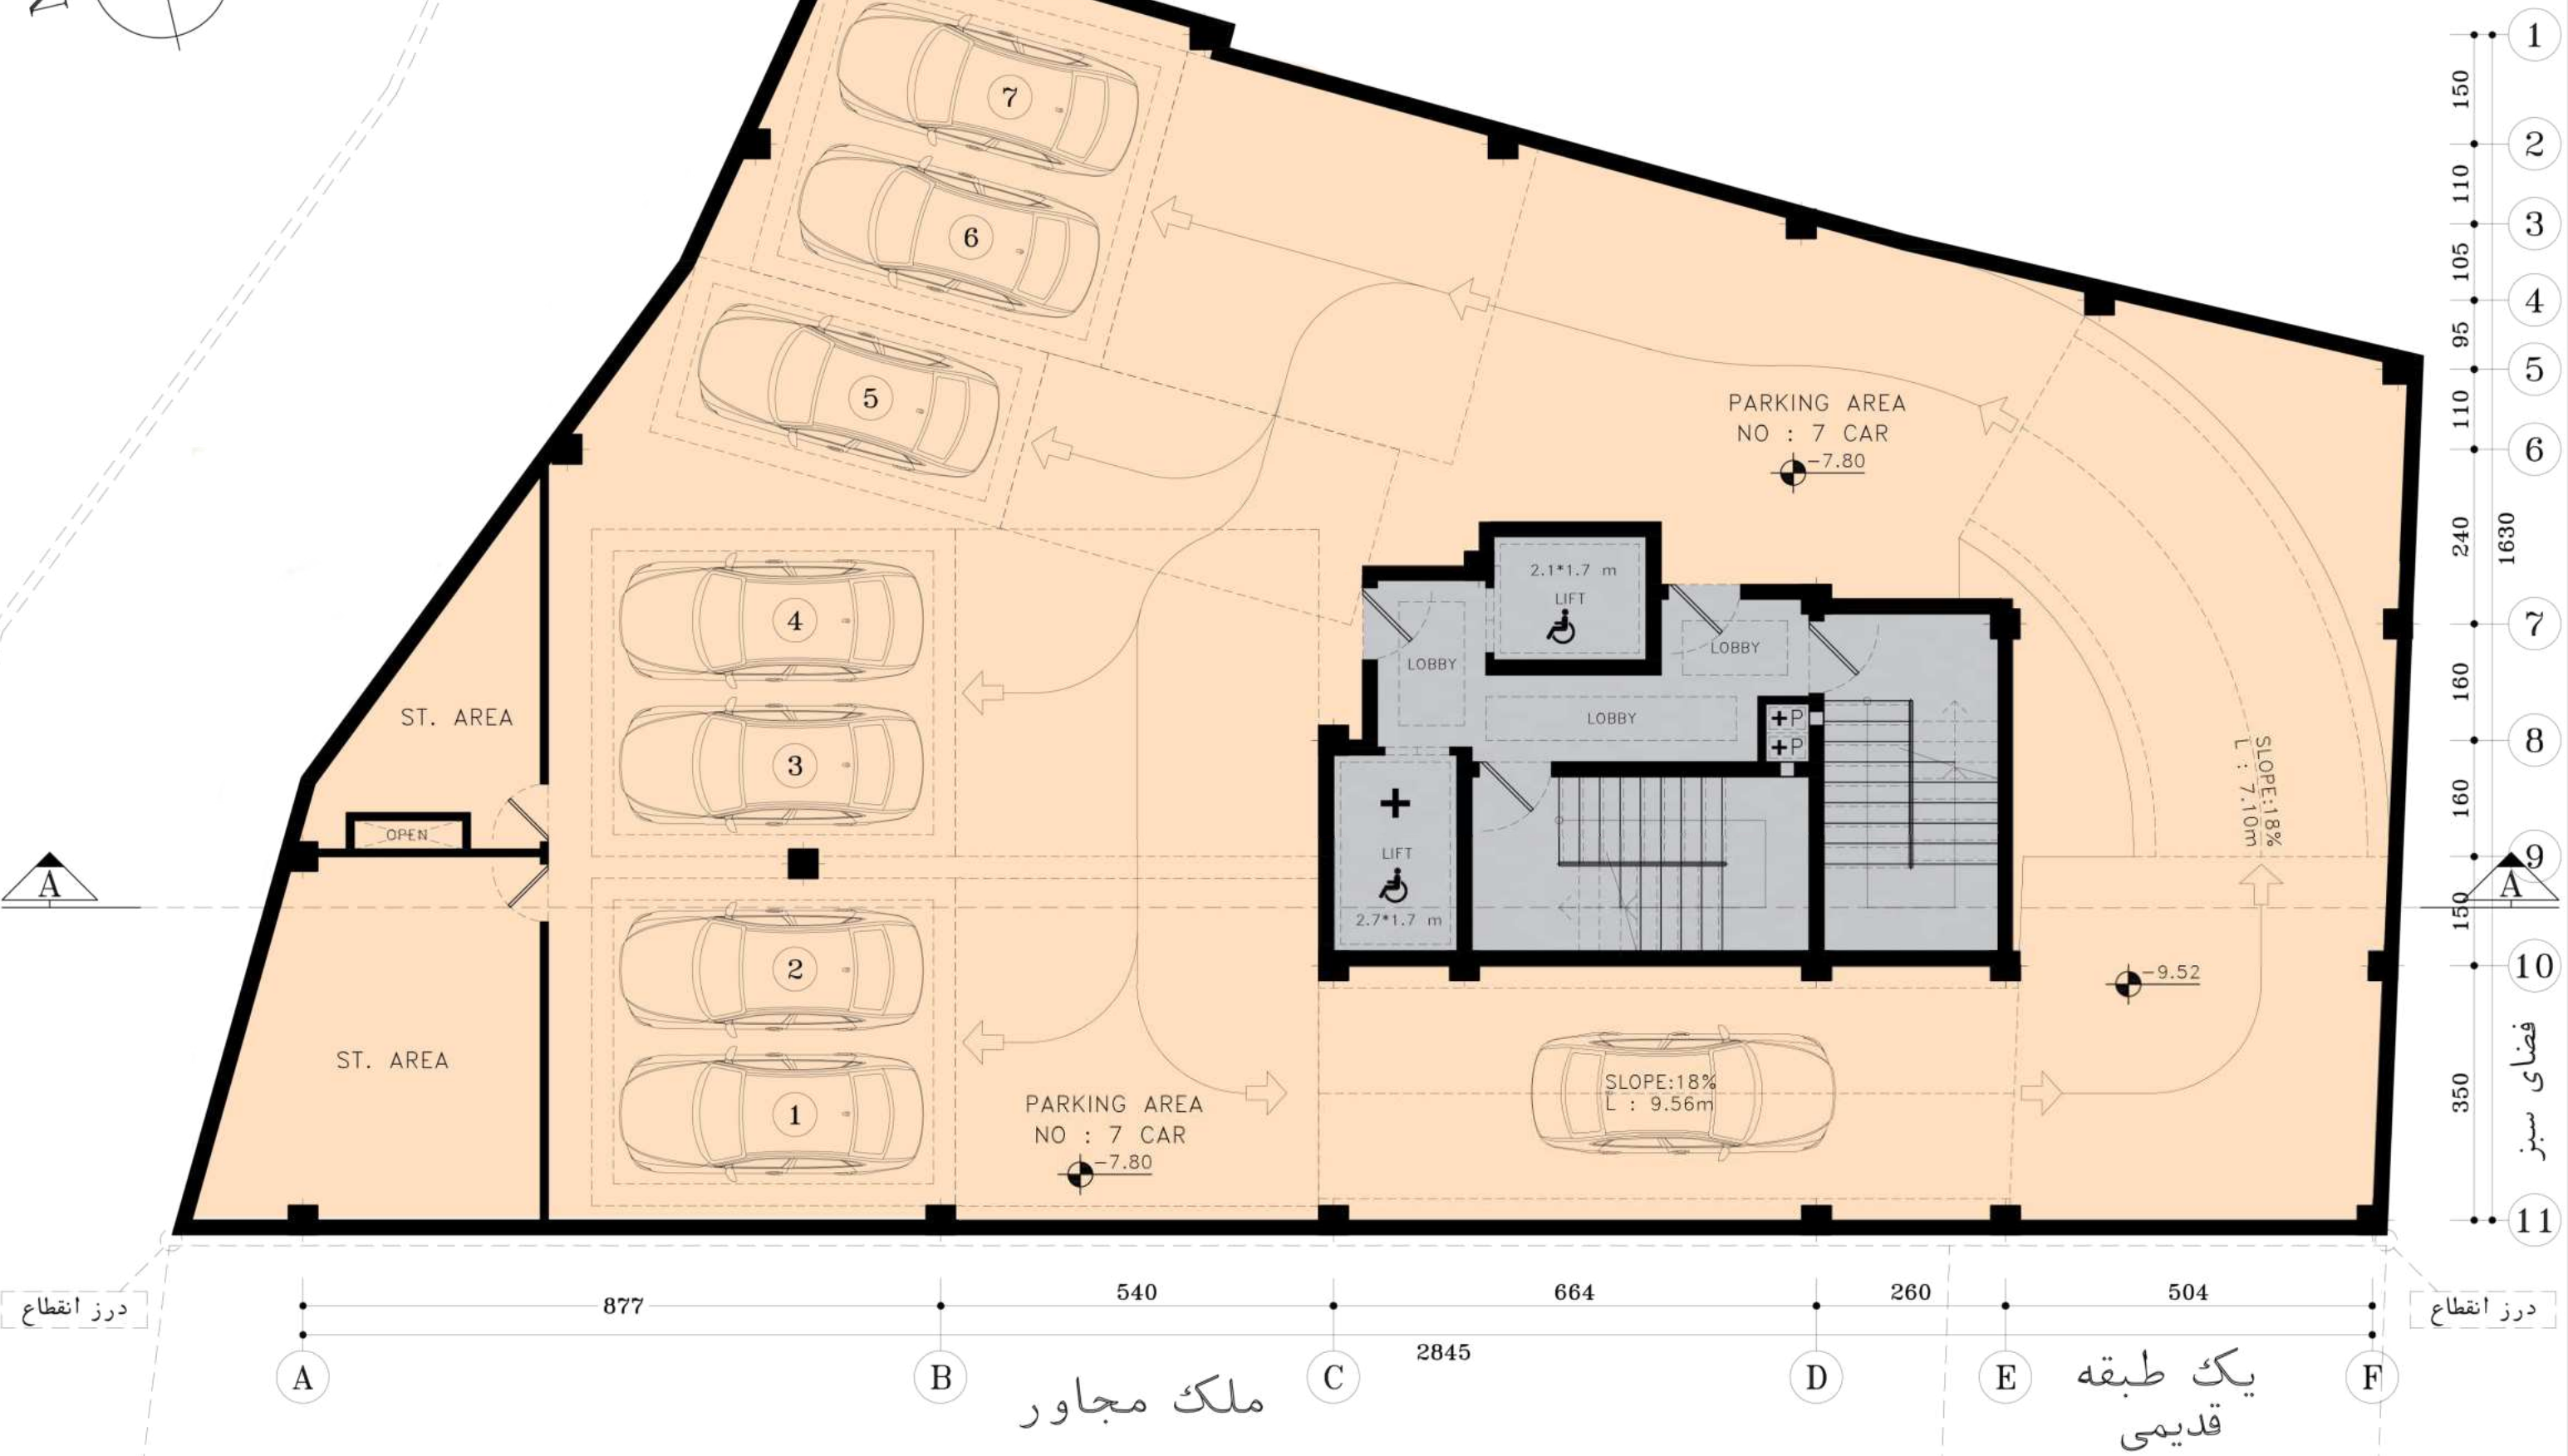 1
150
2
110
3
105
4
95
5
110
6
240
1630
7
160
8
160
9
150
10
350
11
7
6
5
4
3
2
1
PARKING AREA
NO : 7 CAR
-7.80
2.1*1.7 m
LIFT
LOBBY
LOBBY
LOBBY
+P
+P
LIFT
2.7*1.7 m
ST. AREA
OPEN
ST. AREA
A
A
SLOPE:18%
L : 7.10m
-9.52
SLOPE:18%
L : 9.56m
PARKING AREA
NO : 7 CAR
-7.80
فضای سبز
درز انقطاع
درز انقطاع
877
540
664
260
504
2845
A
B
C
D
E
F
ملک مجاور
یک طبقه
قدیمی